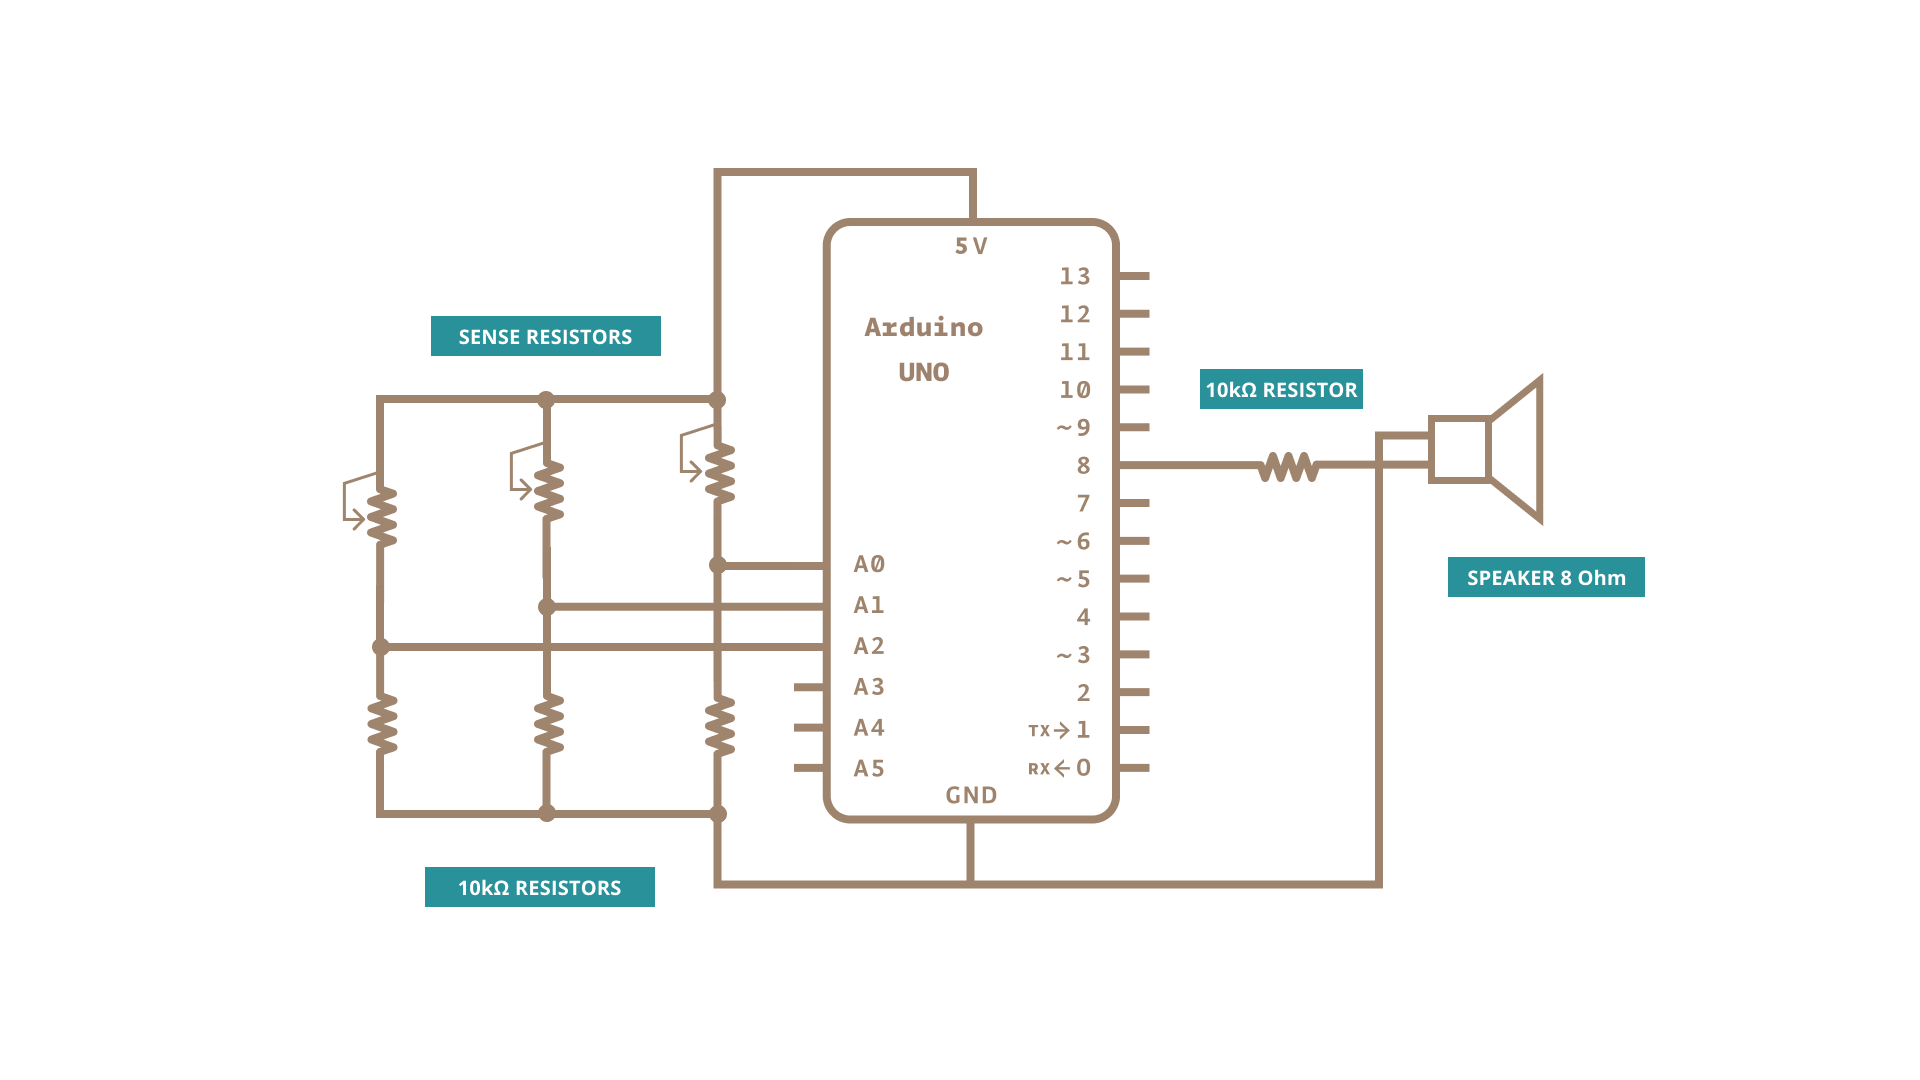 5V
13
12
Arduino
11
UNO
10
~9
8
7
~6
~5
4
~3
2
TX→1
RX←0
A0
A1
A2
A3
A4
A5
GND
SENSE RESISTORS
10kΩ RESISTORS
10kΩ RESISTOR
SPEAKER 8 Ohm